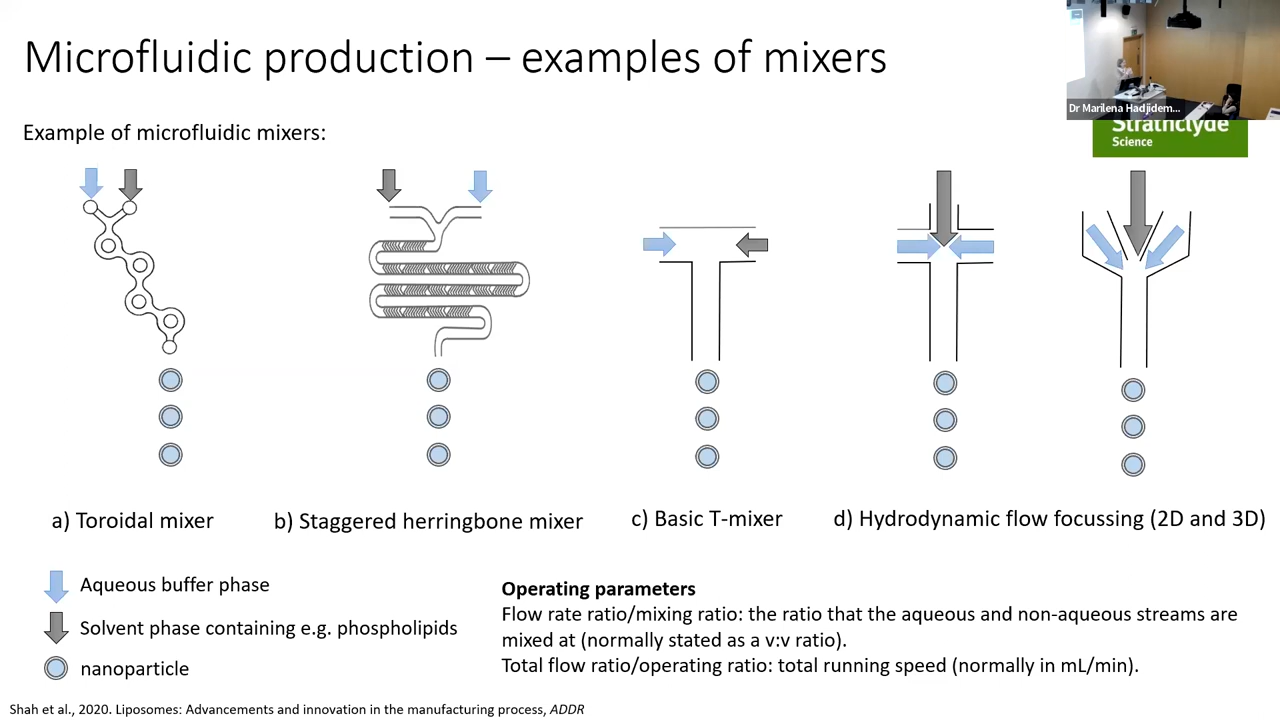 Microfluidic production – examples of mixers
Dr Marilena Hadjidem...
Strathclyde
Science
Example of microfluidic mixers:
a) Toroidal mixer
b) Staggered herringbone mixer
c) Basic T-mixer
d) Hydrodynamic flow focussing (2D and 3D)
Aqueous buffer phase
Solvent phase containing e.g. phospholipids
nanoparticle
Operating parameters
Flow rate ratio/mixing ratio: the ratio that the aqueous and non-aqueous streams are
mixed at (normally stated as a v:v ratio).
Total flow ratio/operating ratio: total running speed (normally in mL/min).
Shah et al., 2020. Liposomes: Advancements and innovation in the manufacturing process, ADDR